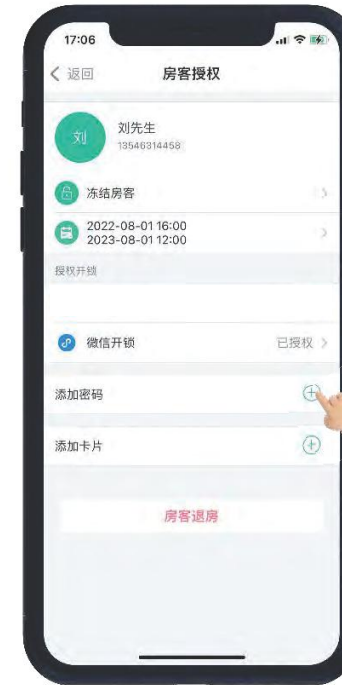 17:06
返回 房客授权
刘
刘先生
13546314458
冻结房客
2022-08-01 16:00
2023-08-01 12:00
授权开锁
微信开锁 已授权
添加密码
添加卡片
房客退房